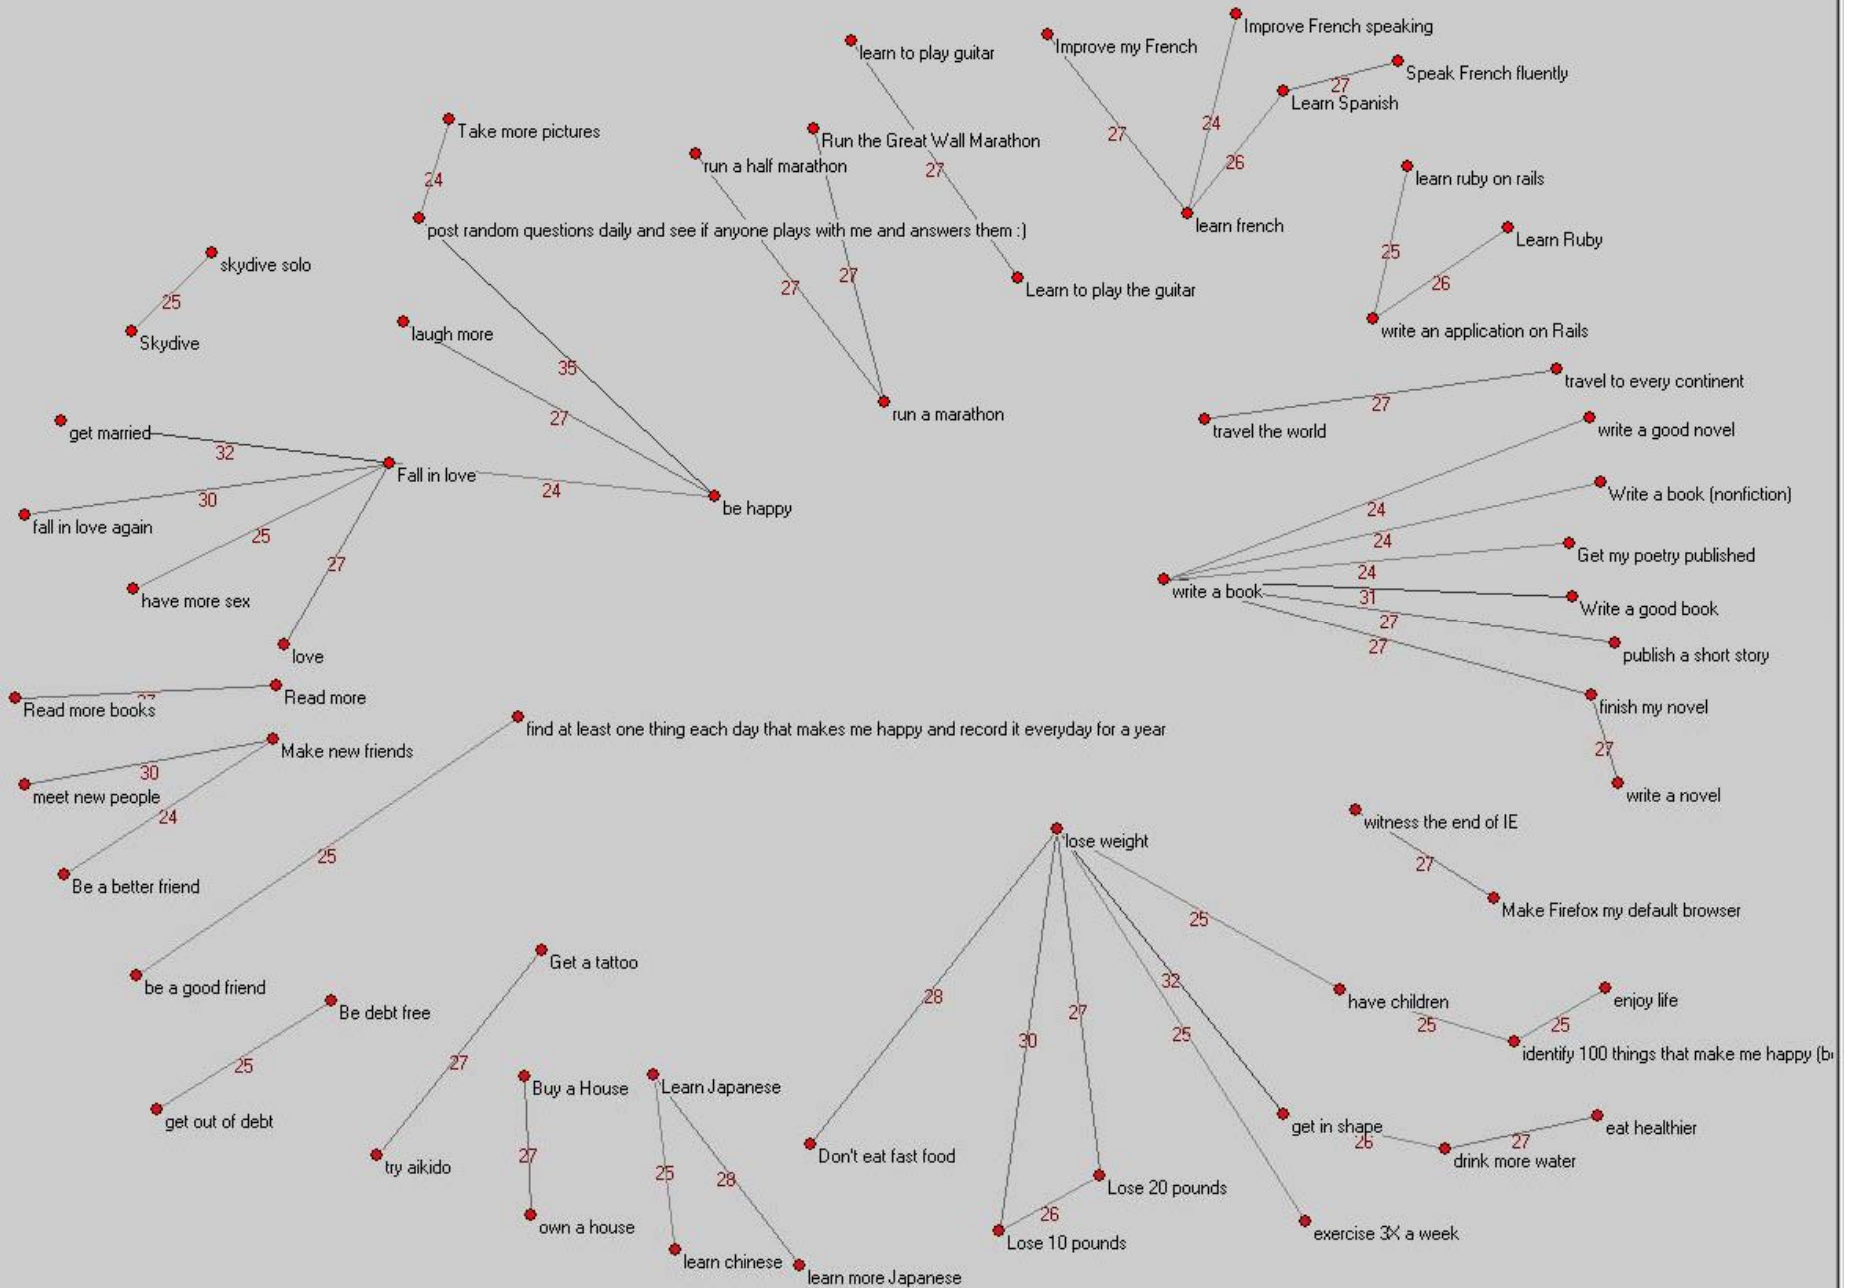 Improve French speaking
Improve my French
learn to play guitar
Speak French fluently
27
Learn Spanish
Take more pictures
24
27
Run the Great Wall Marathon
run a half marathon
27
26
learn ruby on rails
24
learn french
post random questions daily and see if anyone plays with me and answers them :)
Learn Ruby
25
skydive solo
27
27
26
Learn to play the guitar
25
Skydive
laugh more
write an application on Rails
35
travel to every continent
27
27
run a marathon
get married
travel the world
write a good novel
32
Fall in love
24
30
24
be happy
Write a book (nonfiction)
fall in love again
25
24
Get my poetry published
27
24
have more sex
write a book
31
Write a good book
27
27
publish a short story
love
Read more
Read more books
finish my novel
find at least one thing each day that makes me happy and record it everyday for a year
Make new friends
27
30
meet new people
write a novel
24
witness the end of IE
lose weight
25
27
Be a better friend
Make Firefox my default browser
25
Get a tattoo
32
be a good friend
28
have children
enjoy life
Be debt free
27
25
25
30
25
identify 100 things that make me happy (b
25
27
Buy a House
Learn Japanese
get out of debt
get in shape
27
eat healthier
27
Don't eat fast food
drink more water
try aikido
25
28
Lose 20 pounds
26
own a house
exercise 3X a week
Lose 10 pounds
learn chinese
learn more Japanese